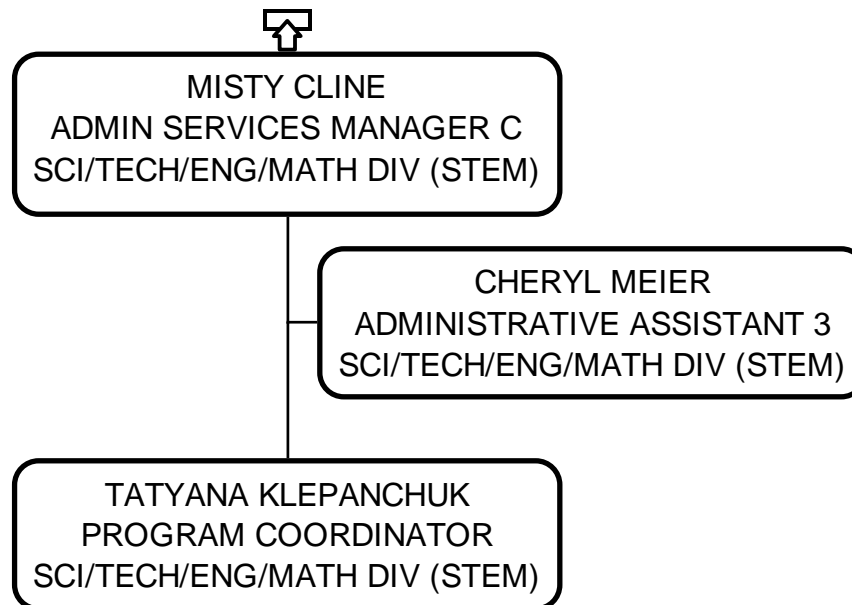 MISTY CLINE
ADMIN SERVICES MANAGER C
SCI/TECH/ENG/MATH DIV (STEM)
CHERYL MEIER
ADMINISTRATIVE ASSISTANT 3
SCI/TECH/ENG/MATH DIV (STEM)
TATYANA KLEPANCHUK
PROGRAM COORDINATOR
SCI/TECH/ENG/MATH DIV (STEM)